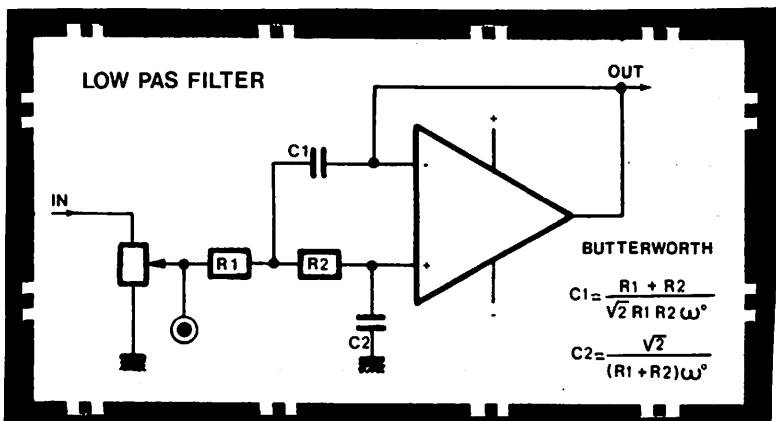 LOW PAS FILTER
OUT
C1
+
-
IN
R1
R2
+
BUTTERWORTH
C1=R1 + R2/√2 R1 R2 ω°
-
C2
C2=√2/(R1+R2)ω°